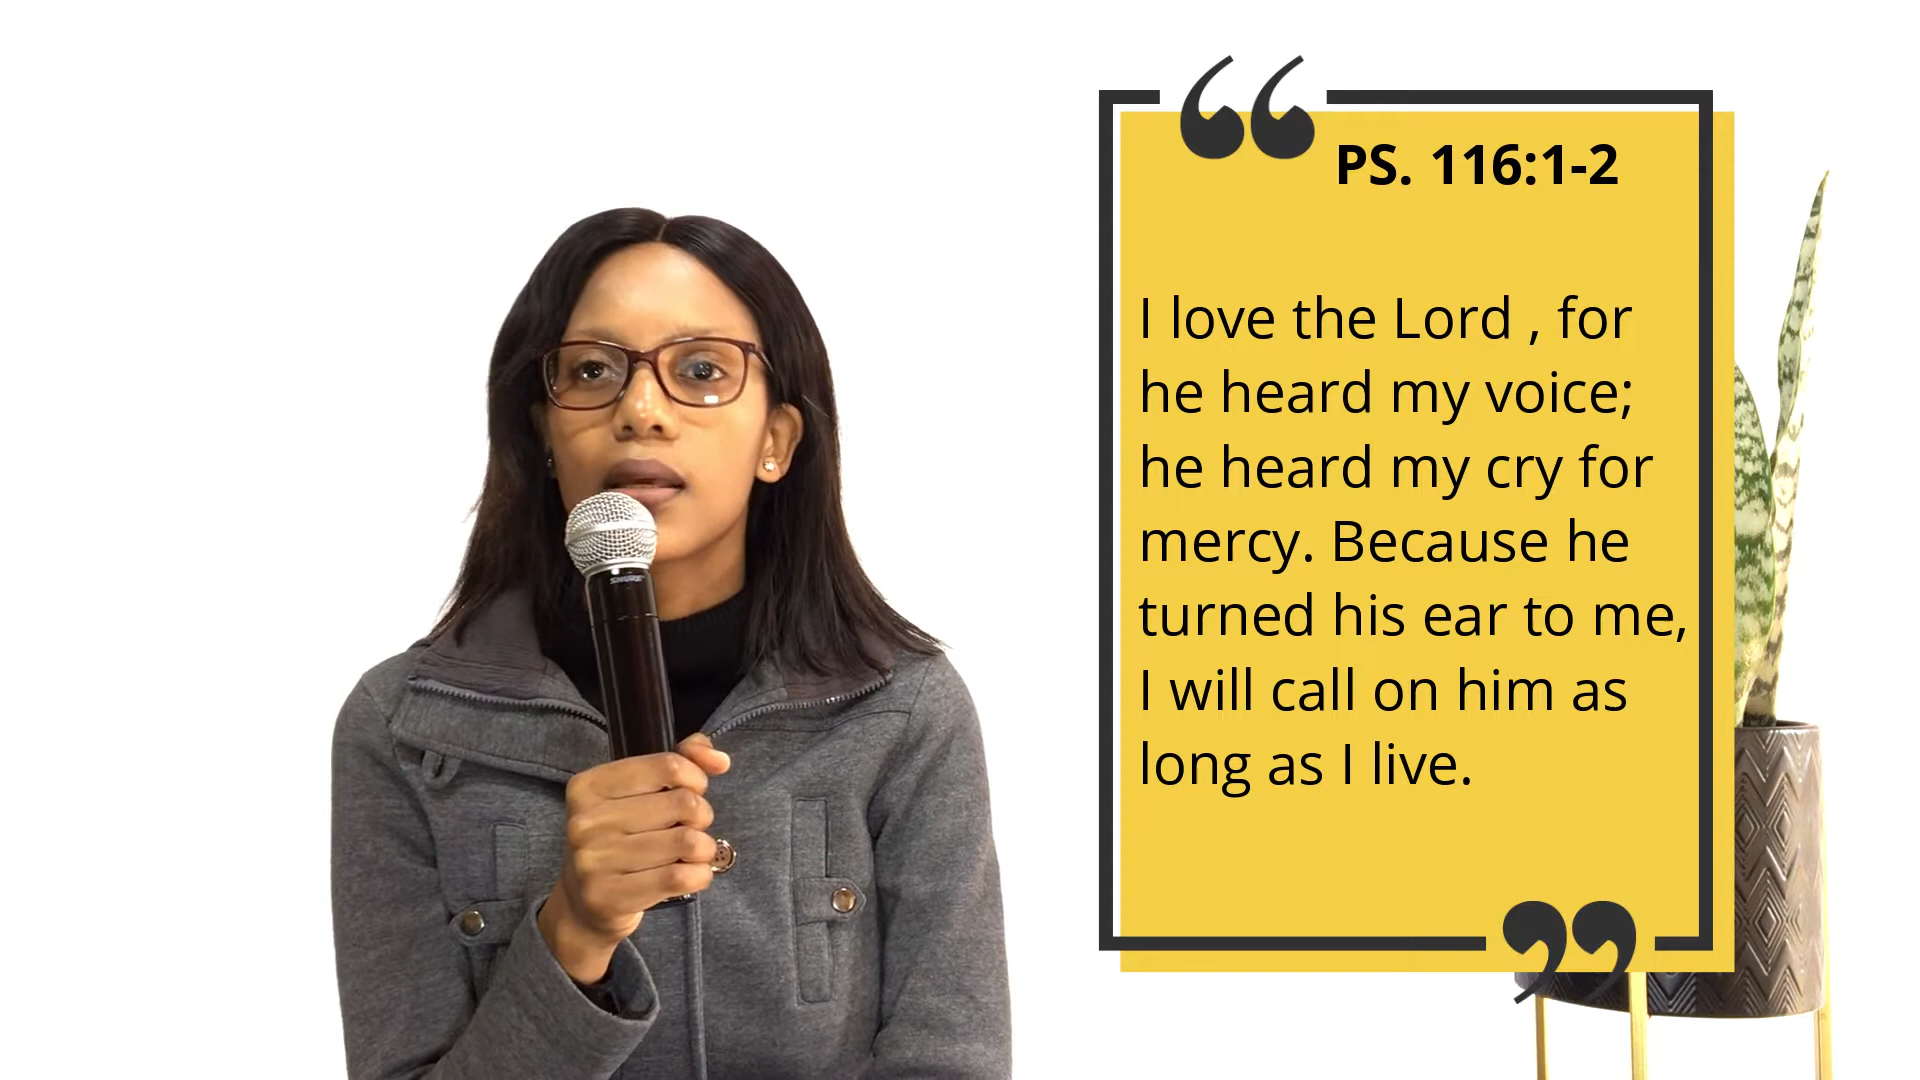 PS. 116:1-2
I love the Lord , for
he heard my voice;
he heard my cry for
mercy. Because he
turned his ear to me,
I will call on him as
long as I live.
SHURE